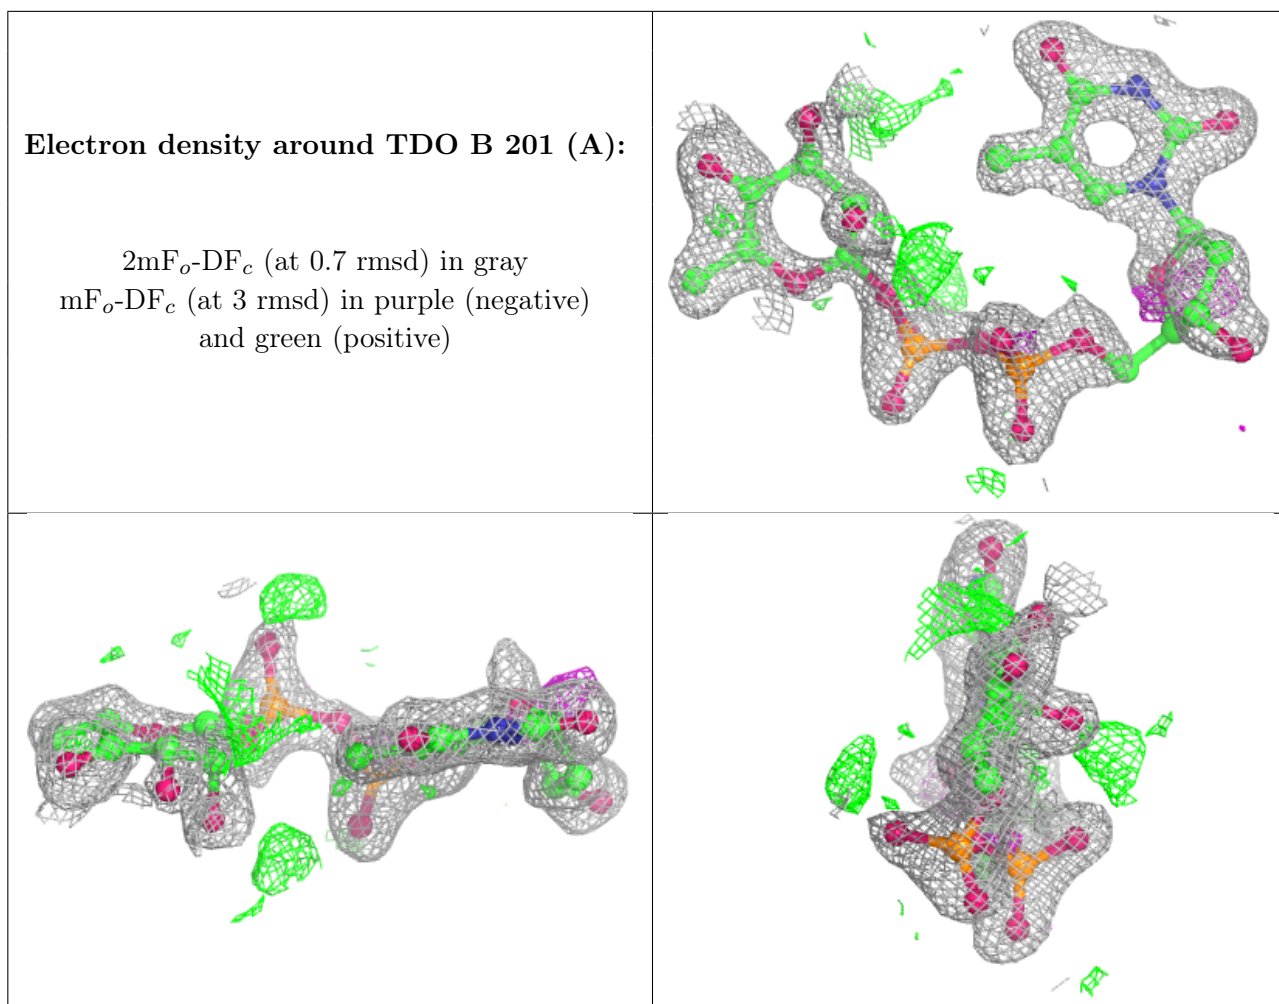 Electron density around TDO B 201 (A):
2mF𝑜-DF𝑐 (at 0.7 rmsd) in gray
mF𝑜-DF𝑐 (at 3 rmsd) in purple (negative)
and green (positive)